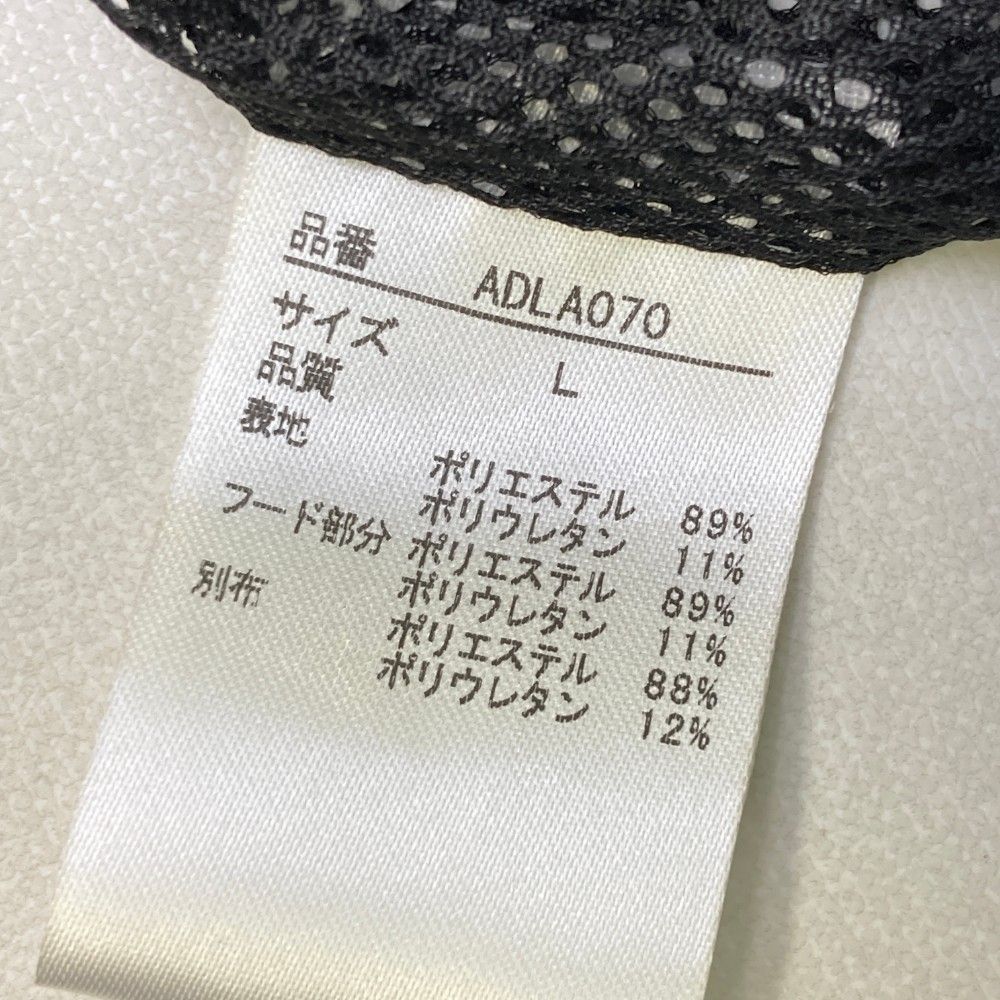 品番 ADLA070
サイズ L
品質
表地 ポリエステル 89%
ポリウレタン 11%
フード部分 ポリエステル 89%
ポリウレタン 11%
別布 ポリエステル 88%
ポリウレタン 12%